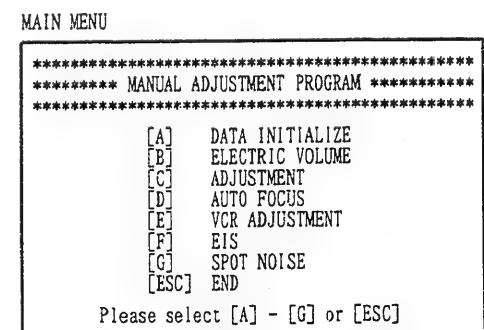 MAIN MENU
***********************************************
********* MANUAL ADJUSTMENT PROGRAM ***********
***********************************************
[A] DATA INITIALIZE
[B] ELECTRIC VOLUME
[C] ADJUSTMENT
[D] AUTO FOCUS
[E] VCR ADJUSTMENT
[F] EIS
[G] SPOT NOISE
[ESC] END
Please select [A] - [G] or [ESC]